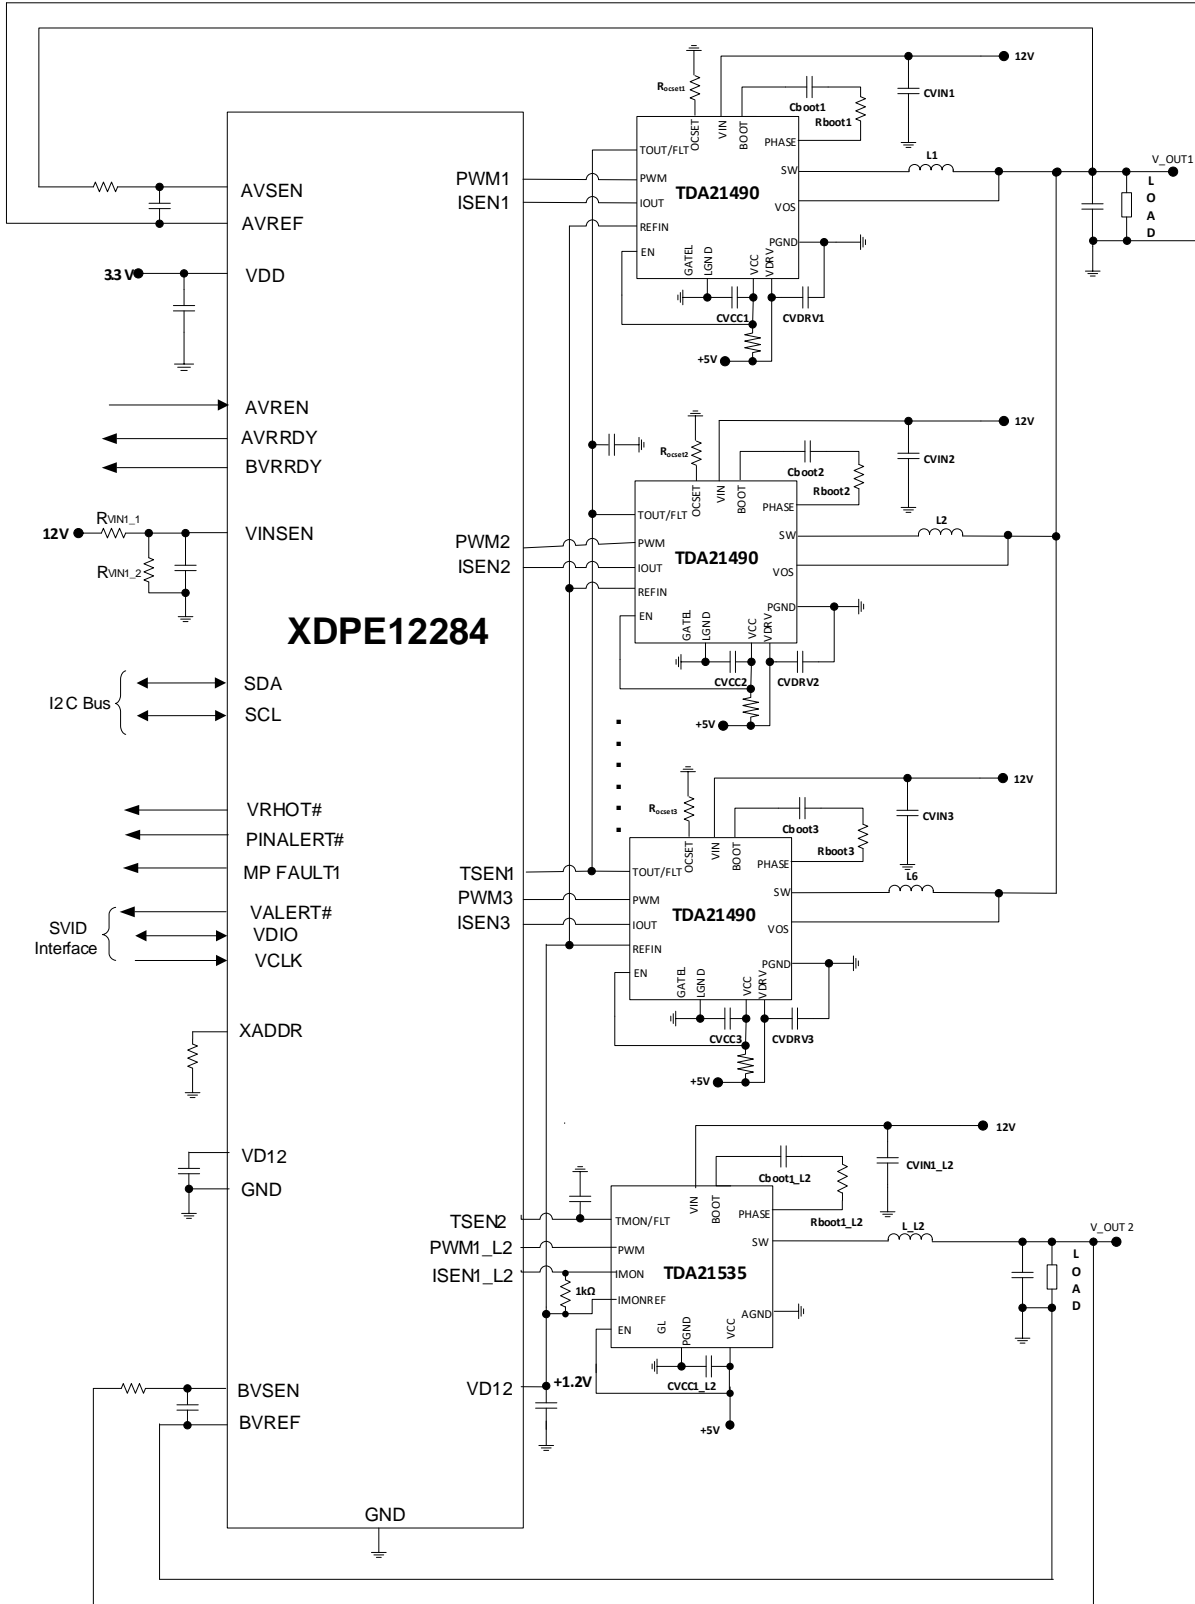 12V
Rocset1
Cboot1
CVIN1
Rboot1
OCSET
VIN
BOOT
PHASE
TOUT/FLT
L1
V_OUT1
SW
PWM1
PWM
TDA21490
ISEN1
IOUT
VOS
REFIN
PGND
EN
GATEL
LGND
VCC
VDRV
CVCC1
CVDRV1
+5V
L
O
A
D
AVSEN
AVREF
3.3 V
VDD
AVREN
AVRRDY
BVRRDY
12V
RVIN1_1
VINSEN
RVIN1_2
XDPE12284
I2C Bus
SDA
SCL
VRHOT#
PINALERT#
MP FAULT1
SVID
Interface
VALERT#
VDIO
VCLK
XADDR
VD12
GND
12V
Rocset2
Cboot2
CVIN2
Rboot2
OCSET
VIN
BOOT
PHASE
TOUT/FLT
L2
SW
PWM2
PWM
TDA21490
ISEN2
IOUT
VOS
REFIN
PGND
EN
GATEL
LGND
VCC
VDRV
CVCC2
CVDRV2
+5V
12V
Rocset3
Cboot3
CVIN3
Rboot3
OCSET
VIN
BOOT
PHASE
TSEN1
TOUT/FLT
L6
SW
PWM3
PWM
TDA21490
ISEN3
IOUT
VOS
REFIN
PGND
EN
GATEL
LGND
VCC
VDRV
CVCC3
CVDRV3
+5V
12V
Cboot1_L2
CVIN1_L2
Rboot1_L2
VIN
BOOT
PHASE
TSEN2
TMON/FLT
L_L2
V_OUT 2
SW
PWM1_L2
PWM
ISEN1_L2
IMON
TDA21535
1kΩ
IMONREF
AGND
EN
GL
PGND
VCC
CVCC1_L2
+5V
L
O
A
D
BVSEN
BVREF
VD12
+1.2V
GND